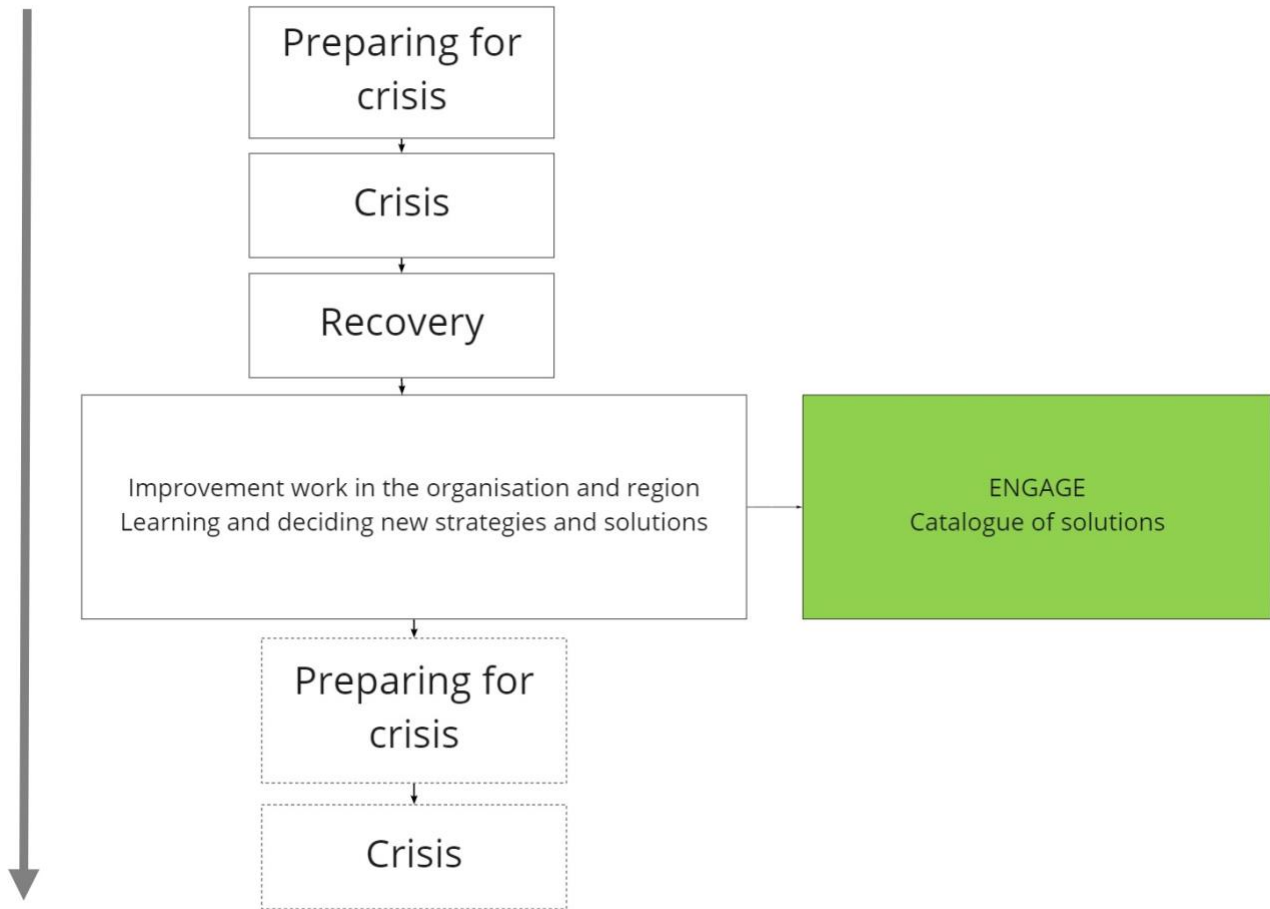 Preparing for
crisis
Crisis
Recovery
Improvement work in the organisation and region
Learning and deciding new strategies and solutions
ENGAGE
Catalogue of solutions
Preparing for
crisis
Crisis